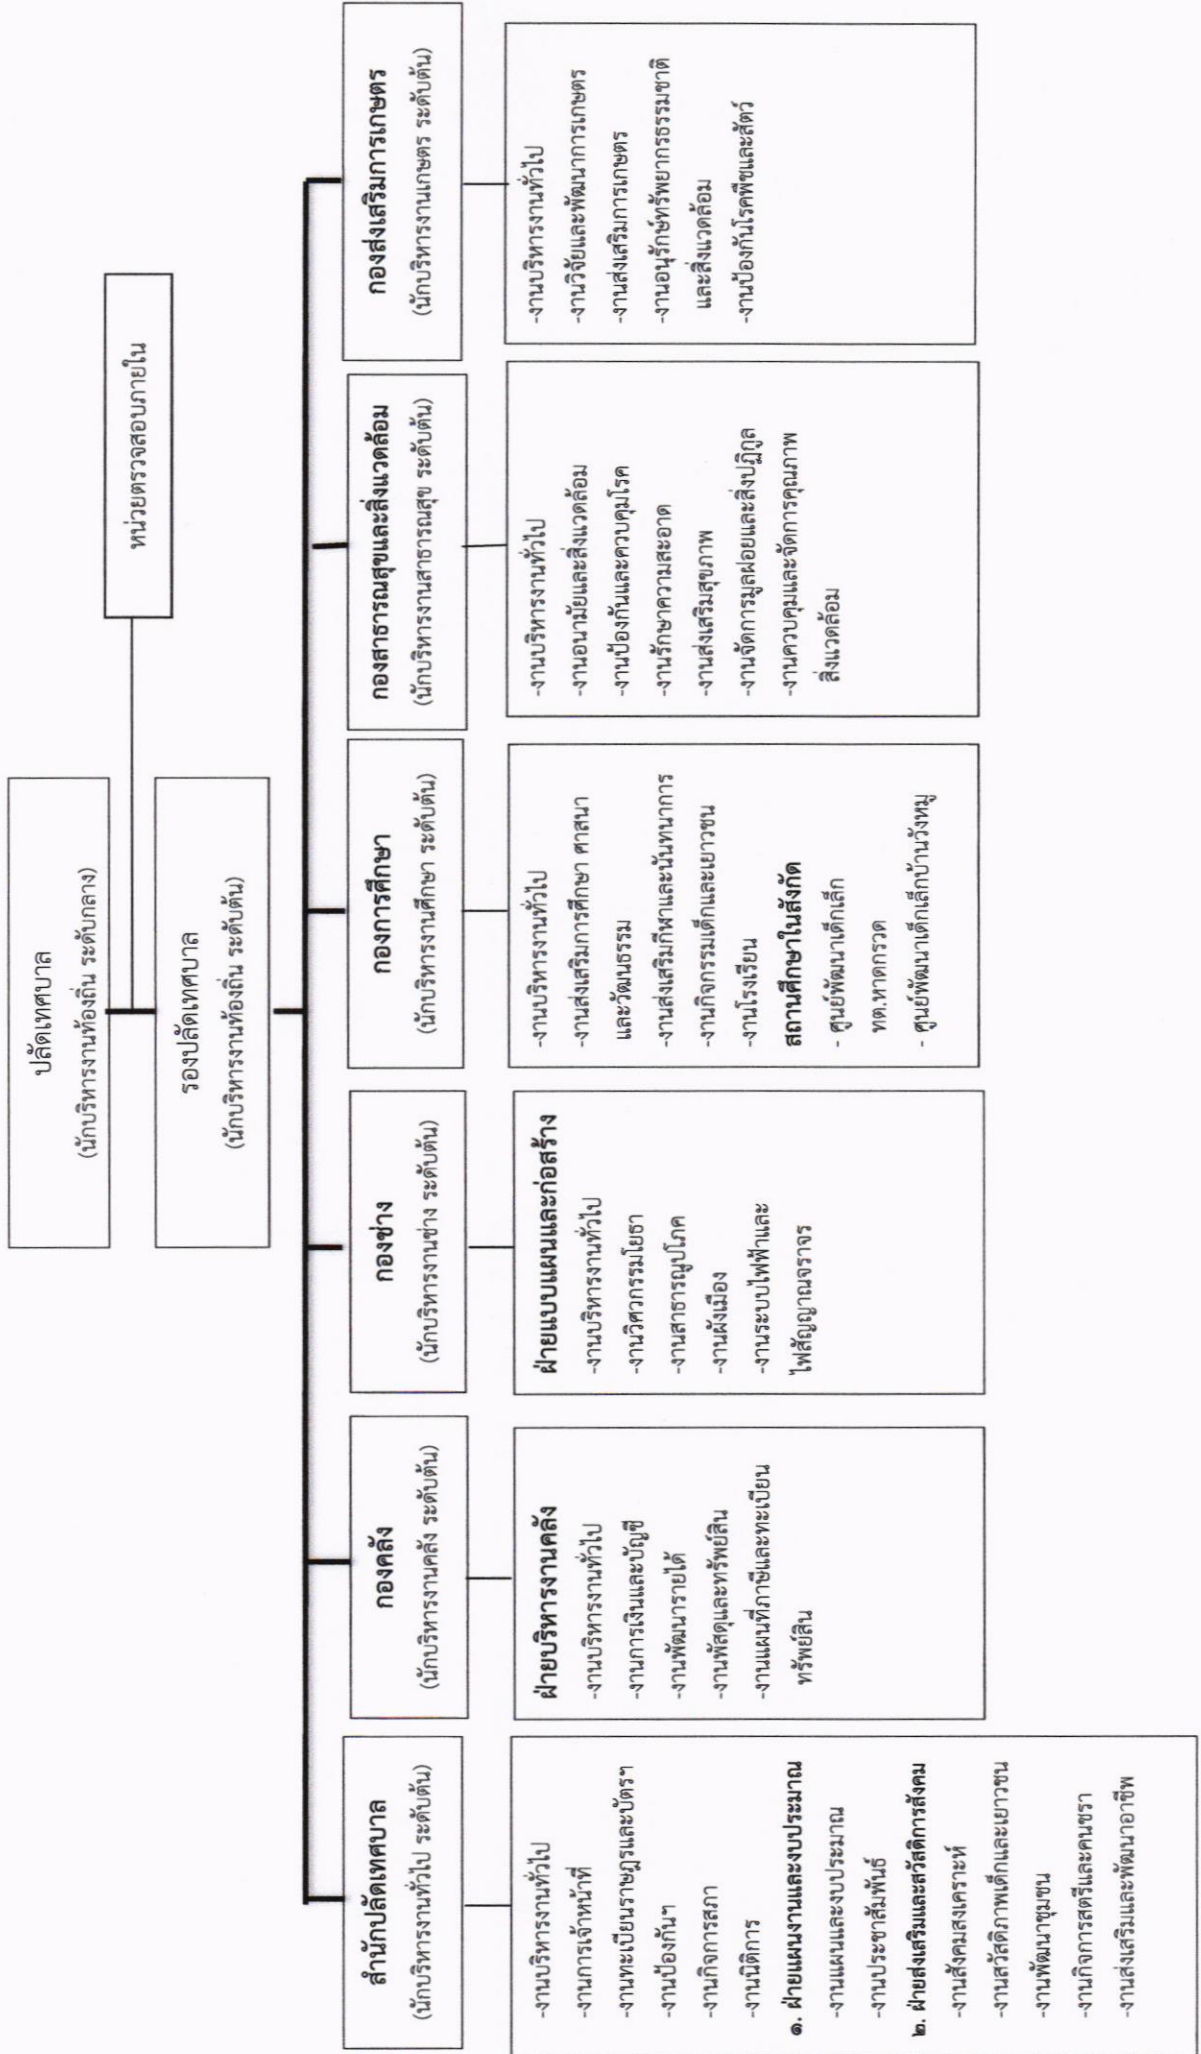 ปลัดเทศบาล
(นักบริหารงานท้องถิ่น ระดับกลาง)
หน่วยตรวจสอบภายใน
รองปลัดเทศบาล
(นักบริหารงานท้องถิ่น ระดับต้น)
สำนักปลัดเทศบาล
(นักบริหารงานทั่วไป ระดับต้น)
-งานบริหารงานทั่วไป
-งานการเจ้าหน้าที่
-งานทะเบียนราษฎรและบัตรฯ
-งานป้องกันฯ
-งานกิจการสภา
-งานนิติการ
๑. ฝ่ายแผนงานและงบประมาณ
-งานแผนและงบประมาณ
-งานประชาสัมพันธ์
๒. ฝ่ายส่งเสริมและสวัสดิการสังคม
-งานสังคมสงเคราะห์
-งานสวัสดิภาพเด็กและเยาวชน
-งานพัฒนาชุมชน
-งานกิจการสตรีและคนชรา
-งานส่งเสริมและพัฒนาอาชีพ
กองคลัง
(นักบริหารงานคลัง ระดับต้น)
ฝ่ายบริหารงานคลัง
-งานบริหารงานทั่วไป
-งานการเงินและบัญชี
-งานพัฒนารายได้
-งานพัสดุและทรัพย์สิน
-งานแผนที่ภาษีและทะเบียน
ทรัพย์สิน
กองช่าง
(นักบริหารงานช่าง ระดับต้น)
ฝ่ายแบบแผนและก่อสร้าง
-งานบริหารงานทั่วไป
-งานวิศวกรรมโยธา
-งานสาธารณูปโภค
-งานผังเมือง
-งานระบบไฟฟ้าและ
ไฟสัญญาณจราจร
กองการศึกษา
(นักบริหารงานศึกษา ระดับต้น)
-งานบริหารงานทั่วไป
-งานส่งเสริมการศึกษา ศาสนา
และวัฒนธรรม
-งานส่งเสริมกีฬาและนันทนาการ
-งานกิจกรรมเด็กและเยาวชน
-งานโรงเรียน
สถานศึกษาในสังกัด
- ศูนย์พัฒนาเด็กเล็ก
ทต.หาดกรวด
- ศูนย์พัฒนาเด็กเล็กบ้านวังหมู
กองสาธารณสุขและสิ่งแวดล้อม
(นักบริหารงานสาธารณสุข ระดับต้น)
-งานบริหารงานทั่วไป
-งานอนามัยและสิ่งแวดล้อม
-งานป้องกันและควบคุมโรค
-งานรักษาความสะอาด
-งานส่งเสริมสุขภาพ
-งานจัดการมูลฝอยและสิ่งปฏิกูล
-งานควบคุมและจัดการคุณภาพ
สิ่งแวดล้อม
กองส่งเสริมการเกษตร
(นักบริหารงานเกษตร ระดับต้น)
-งานบริหารงานทั่วไป
-งานวิจัยและพัฒนาการเกษตร
-งานส่งเสริมการเกษตร
-งานอนุรักษ์ทรัพยากรธรรมชาติ
และสิ่งแวดล้อม
-งานป้องกันโรคพืชและสัตว์